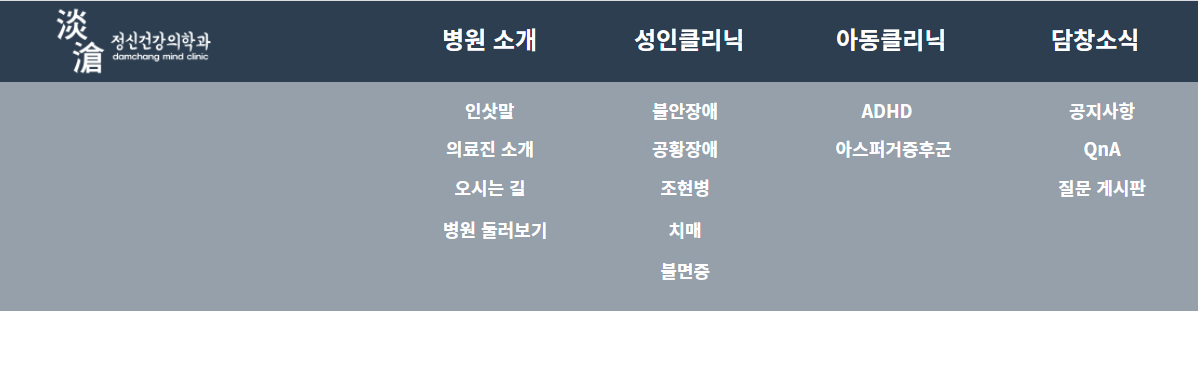 淡
滄
정신건강의학과
damchang mind clinic
병원 소개 성인클리닉 아동클리닉 담창소식
인삿말 불안장애 ADHD 공지사항
의료진 소개 공황장애 아스퍼거증후군 QnA
오시는 길 조현병 질문 게시판
병원 둘러보기 치매
불면증